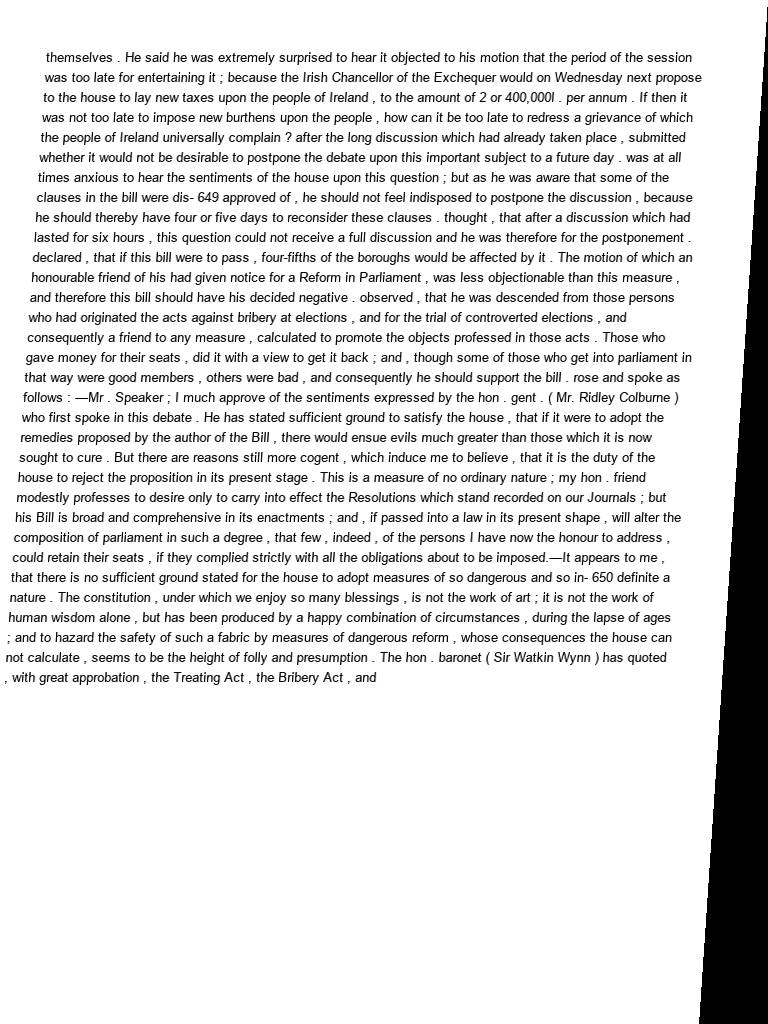 themselves . He said he was extremely surprised to hear it objected to his motion that the period of the session
was too late for entertaining it ; because the Irish Chancellor of the Exchequer would on Wednesday next propose
to the house to lay new taxes upon the people of Ireland , to the amount of 2 or 400,000l . per annum . If then it
was not too late to impose new burthens upon the people , how can it be too late to redress a grievance of which
the people of Ireland universally complain ? after the long discussion which had already taken place , submitted
whether it would not be desirable to postpone the debate upon this important subject to a future day . was at all
times anxious to hear the sentiments of the house upon this question ; but as he was aware that some of the
clauses in the bill were dis- 649 approved of , he should not feel indisposed to postpone the discussion , because
he should thereby have four or five days to reconsider these clauses . thought , that after a discussion which had
lasted for six hours , this question could not receive a full discussion and he was therefore for the postponement .
declared , that if this bill were to pass , four-fifths of the boroughs would be affected by it . The motion of which an
honourable friend of his had given notice for a Reform in Parliament , was less objectionable than this measure ,
and therefore this bill should have his decided negative . observed , that he was descended from those persons
who had originated the acts against bribery at elections , and for the trial of controverted elections , and
consequently a friend to any measure , calculated to promote the objects professed in those acts . Those who
gave money for their seats , did it with a view to get it back ; and , though some of those who get into parliament in
that way were good members , others were bad , and consequently he should support the bill . rose and spoke as
follows : —Mr . Speaker ; I much approve of the sentiments expressed by the hon . gent . ( Mr. Ridley Colburne )
who first spoke in this debate . He has stated sufficient ground to satisfy the house , that if it were to adopt the
remedies proposed by the author of the Bill , there would ensue evils much greater than those which it is now
sought to cure . But there are reasons still more cogent , which induce me to believe , that it is the duty of the
house to reject the proposition in its present stage . This is a measure of no ordinary nature ; my hon . friend
modestly professes to desire only to carry into effect the Resolutions which stand recorded on our Journals ; but
his Bill is broad and comprehensive in its enactments ; and , if passed into a law in its present shape , will alter the
composition of parliament in such a degree , that few , indeed , of the persons I have now the honour to address ,
could retain their seats , if they complied strictly with all the obligations about to be imposed.—It appears to me ,
that there is no sufficient ground stated for the house to adopt measures of so dangerous and so in- 650 definite a
nature . The constitution , under which we enjoy so many blessings , is not the work of art ; it is not the work of
human wisdom alone , but has been produced by a happy combination of circumstances , during the lapse of ages
; and to hazard the safety of such a fabric by measures of dangerous reform , whose consequences the house can
not calculate , seems to be the height of folly and presumption . The hon . baronet ( Sir Watkin Wynn ) has quoted
, with great approbation , the Treating Act , the Bribery Act , and